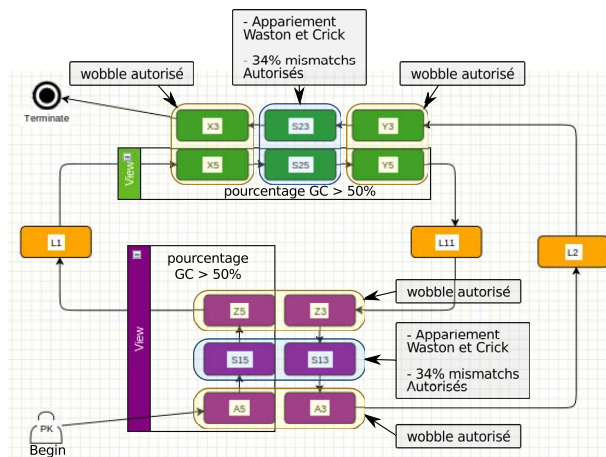 - Appariement
Waston et Crick
- 34% mismatchs
Autorisés
wobble autorisé
wobble autorisé
Terminate
X3
S23
Y3
View
X5
S25
Y5
pourcentage GC > 50%
L1
L11
L2
pourcentage
GC > 50%
View
wobble autorisé
Z5
Z3
- Appariement
Waston et Crick
- 34% mismatchs
Autorisés
S15
S13
A5
A3
PK
Begin
wobble autorisé